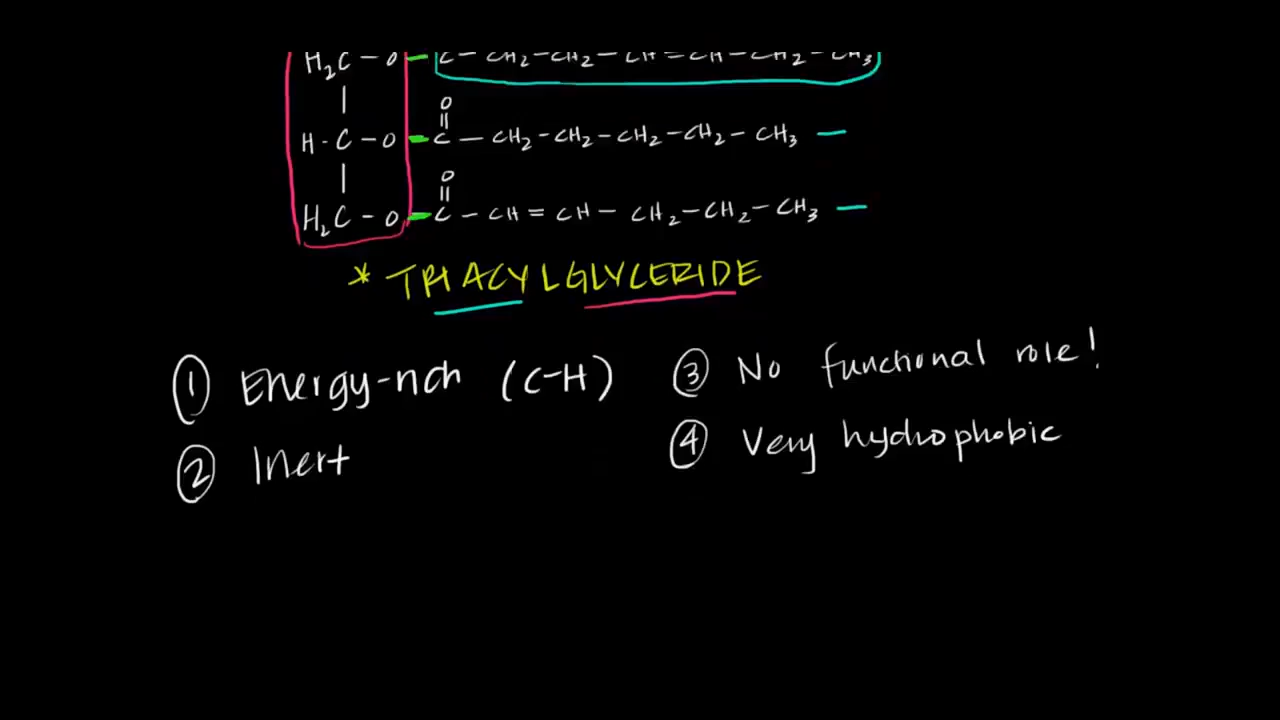 H₂C – O – C – CH₂ – CH₂ – CH = CH – CH₂ – CH₃
O
H - C – O – C – CH₂ – CH₂ – CH₂ – CH₂ – CH₃ –
O
H₂C – O – C – CH = CH – CH₂ – CH₂ – CH₃ –
* TRIACYLGLYCERIDE
① Energy-rich (C-H) ③ No functional role!
② Inert ④ Very hydrophobic